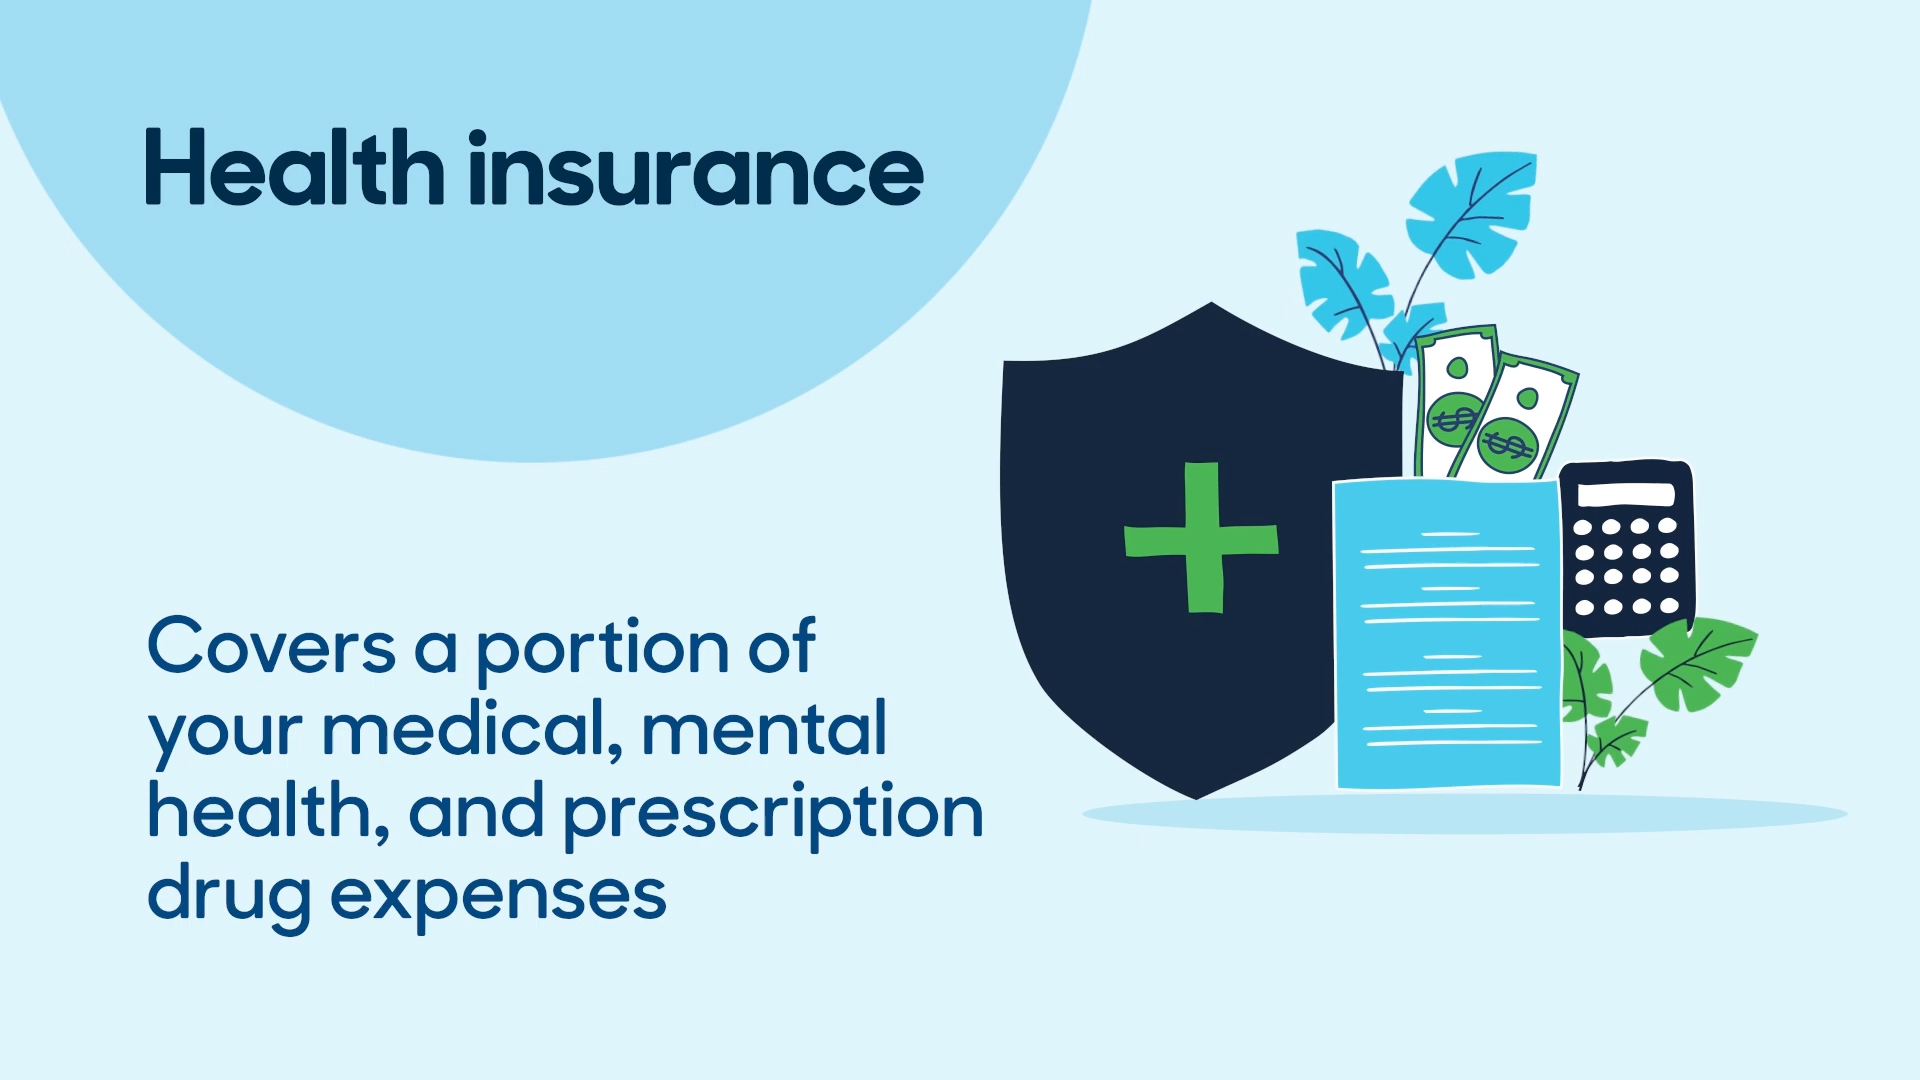 Health insurance
Covers a portion of
your medical, mental
health, and prescription
drug expenses